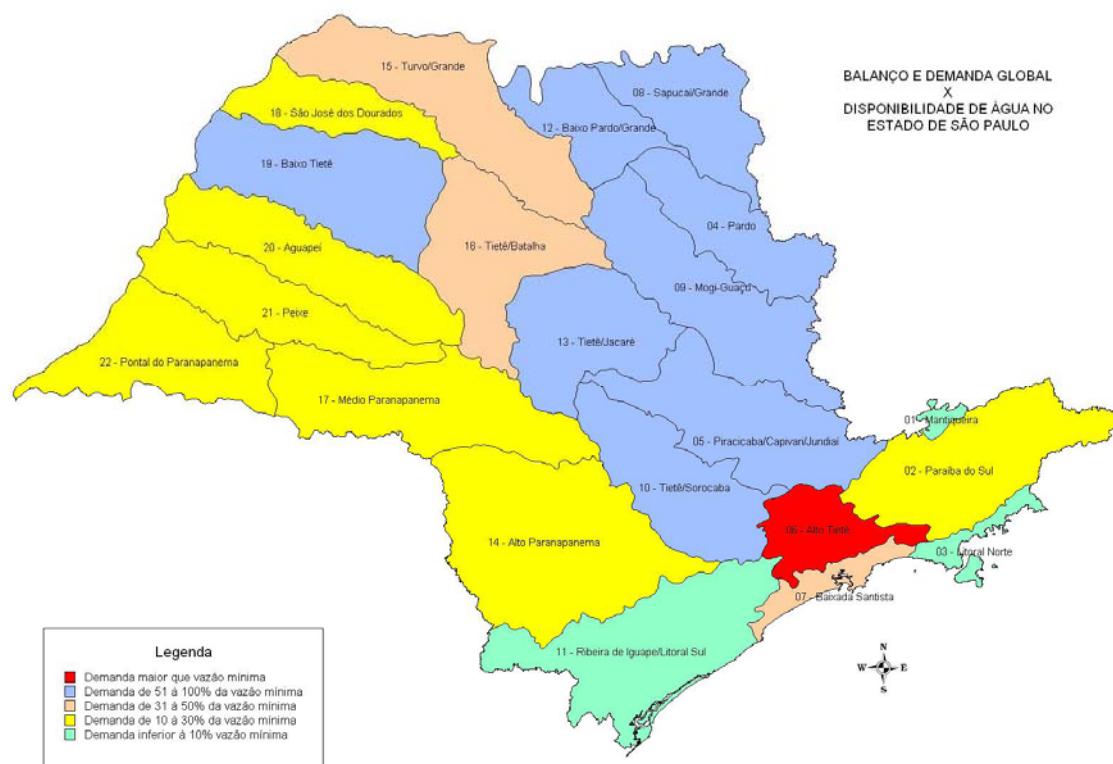 BALANÇO E DEMANDA GLOBAL
X
DISPONIBILIDADE DE ÁGUA NO
ESTADO DE SÃO PAULO
15 - Turvo/Grande
08 - Sapucaí/Grande
18 - São José dos Dourados
12 - Baixo Pardo/Grande
19 - Baixo Tietê
04 - Pardo
20 - Aguapeí
16 - Tietê/Batalha
09 - Mogi-Guaçu
21 - Peixe
13 - Tietê/Jacaré
22 - Pontal do Paranapanema
17 - Médio Paranapanema
01 - Mantiqueira
05 - Piracicaba/Capivari/Jundiaí
02 - Paraíba do Sul
10 - Tietê/Sorocaba
06 - Alto Tietê
14 - Alto Paranapanema
03 - Litoral Norte
07 - Baixada Santista
11 - Ribeira de Iguape/Litoral Sul
N
W E
S
Legenda
Demanda maior que vazão mínima
Demanda de 51 à 100% da vazão mínima
Demanda de 31 à 50% da vazão mínima
Demanda de 10 à 30% da vazão mínima
Demanda inferior à 10% vazão mínima